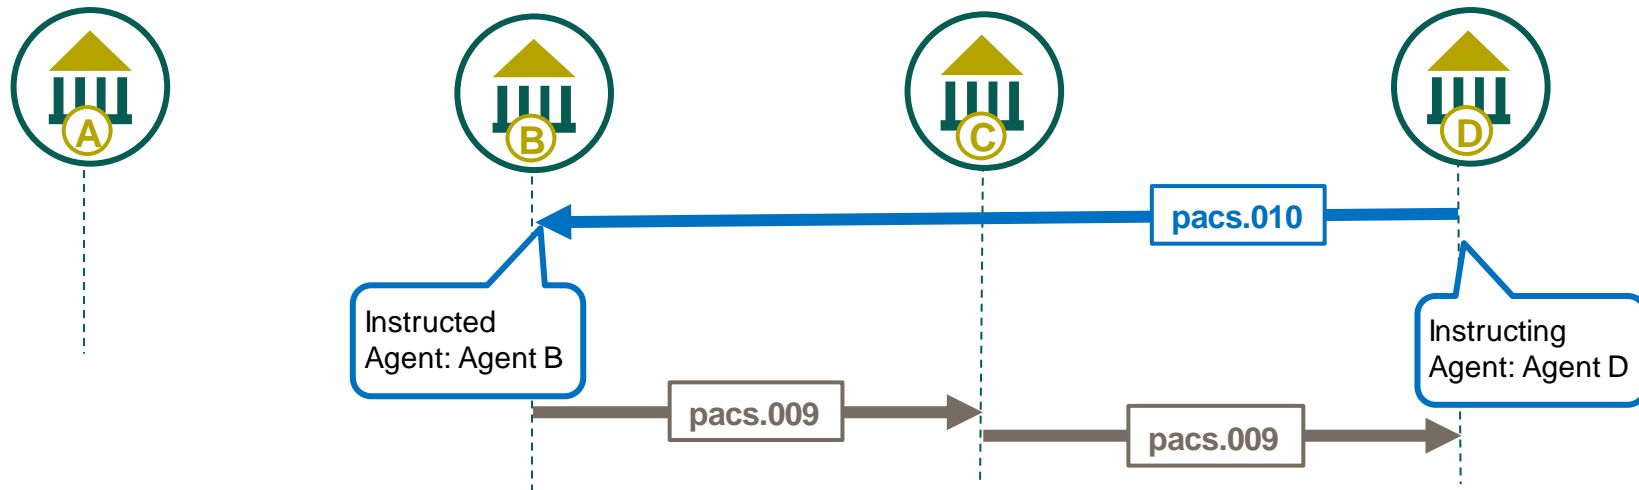 A
B
C
D
pacs.010
Instructed
Agent: Agent B
Instructing
Agent: Agent D
pacs.009
pacs.009